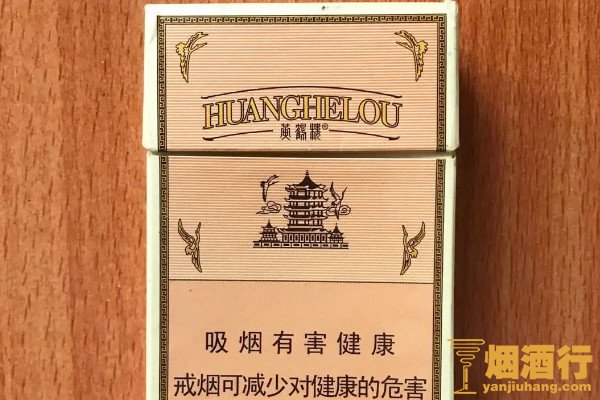 HUANGHELOU
黄鹤楼®
吸烟有害健康
戒烟可减少对健康的危害
烟酒行
yanjiuhang.com